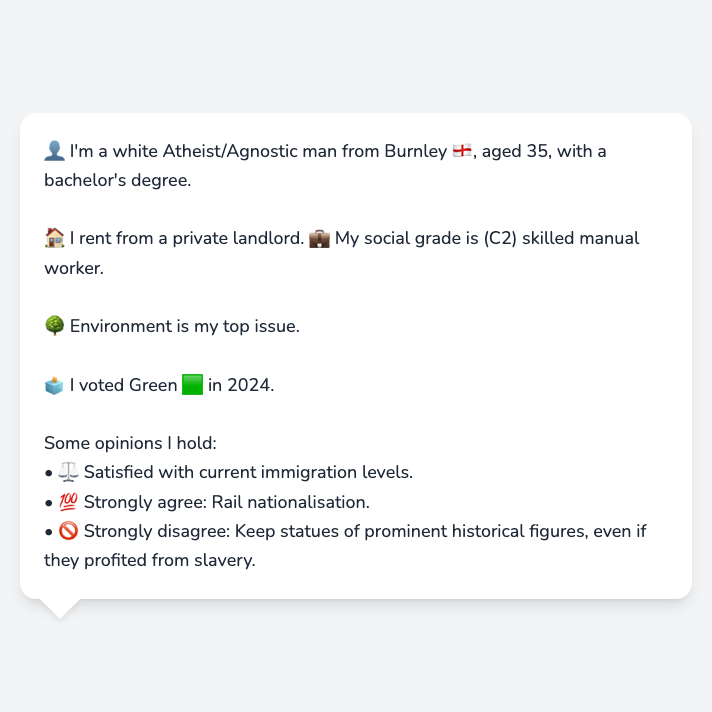 👤 I'm a white Atheist/Agnostic man from Burnley 🏴󠁧󠁢󠁥󠁮󠁧󠁿, aged 35, with a
bachelor's degree.
🏠 I rent from a private landlord. 💼 My social grade is (C2) skilled manual
worker.
🌳 Environment is my top issue.
🗳️ I voted Green 🟩 in 2024.
Some opinions I hold:
• ⚖️ Satisfied with current immigration levels.
• 💯 Strongly agree: Rail nationalisation.
• 🚫 Strongly disagree: Keep statues of prominent historical figures, even if
they profited from slavery.